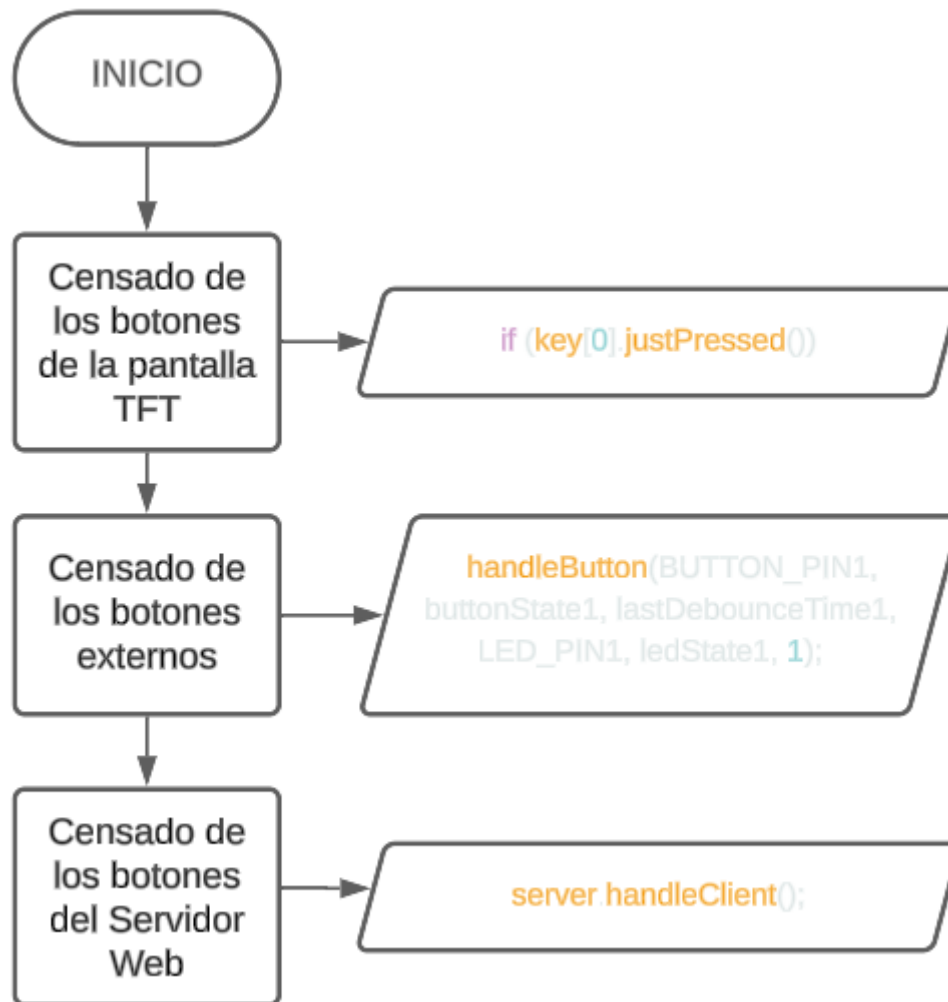 INICIO
Censado de
los botones
de la pantalla
TFT
if (key[0].justPressed())
Censado de
los botones
externos
handleButton(BUTTON_PIN1,
buttonState1, lastDebounceTime1,
LED_PIN1, ledState1, 1);
Censado de
los botones
del Servidor
Web
server.handleClient();